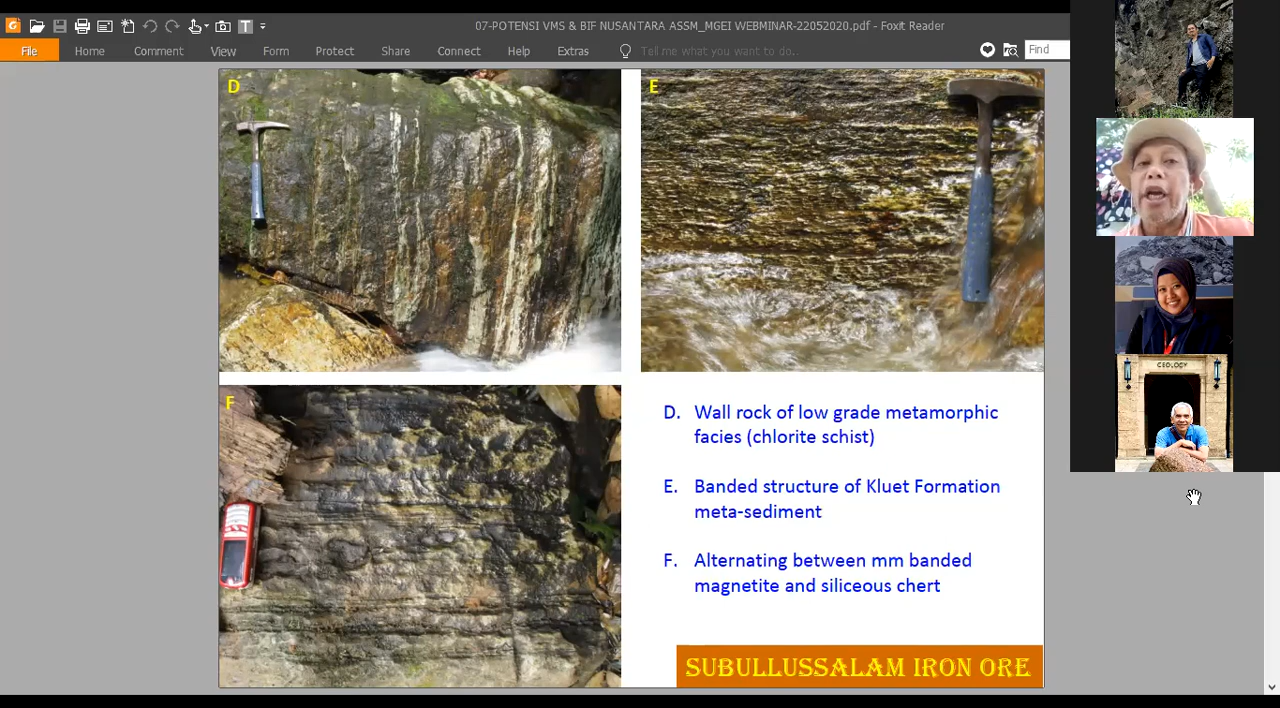 07-POTENSI VMS & BIF NUSANTARA ASSM_MGEI WEBMINAR-22052020.pdf - Foxit Reader
File Home Comment View Form Protect Share Connect Help Extras Tell me what you want to do.. Find
D
E
F
D. Wall rock of low grade metamorphic
facies (chlorite schist)
E. Banded structure of Kluet Formation
meta-sediment
F. Alternating between mm banded
magnetite and siliceous chert
SUBULLUSSALAM IRON ORE
GEOLOGY